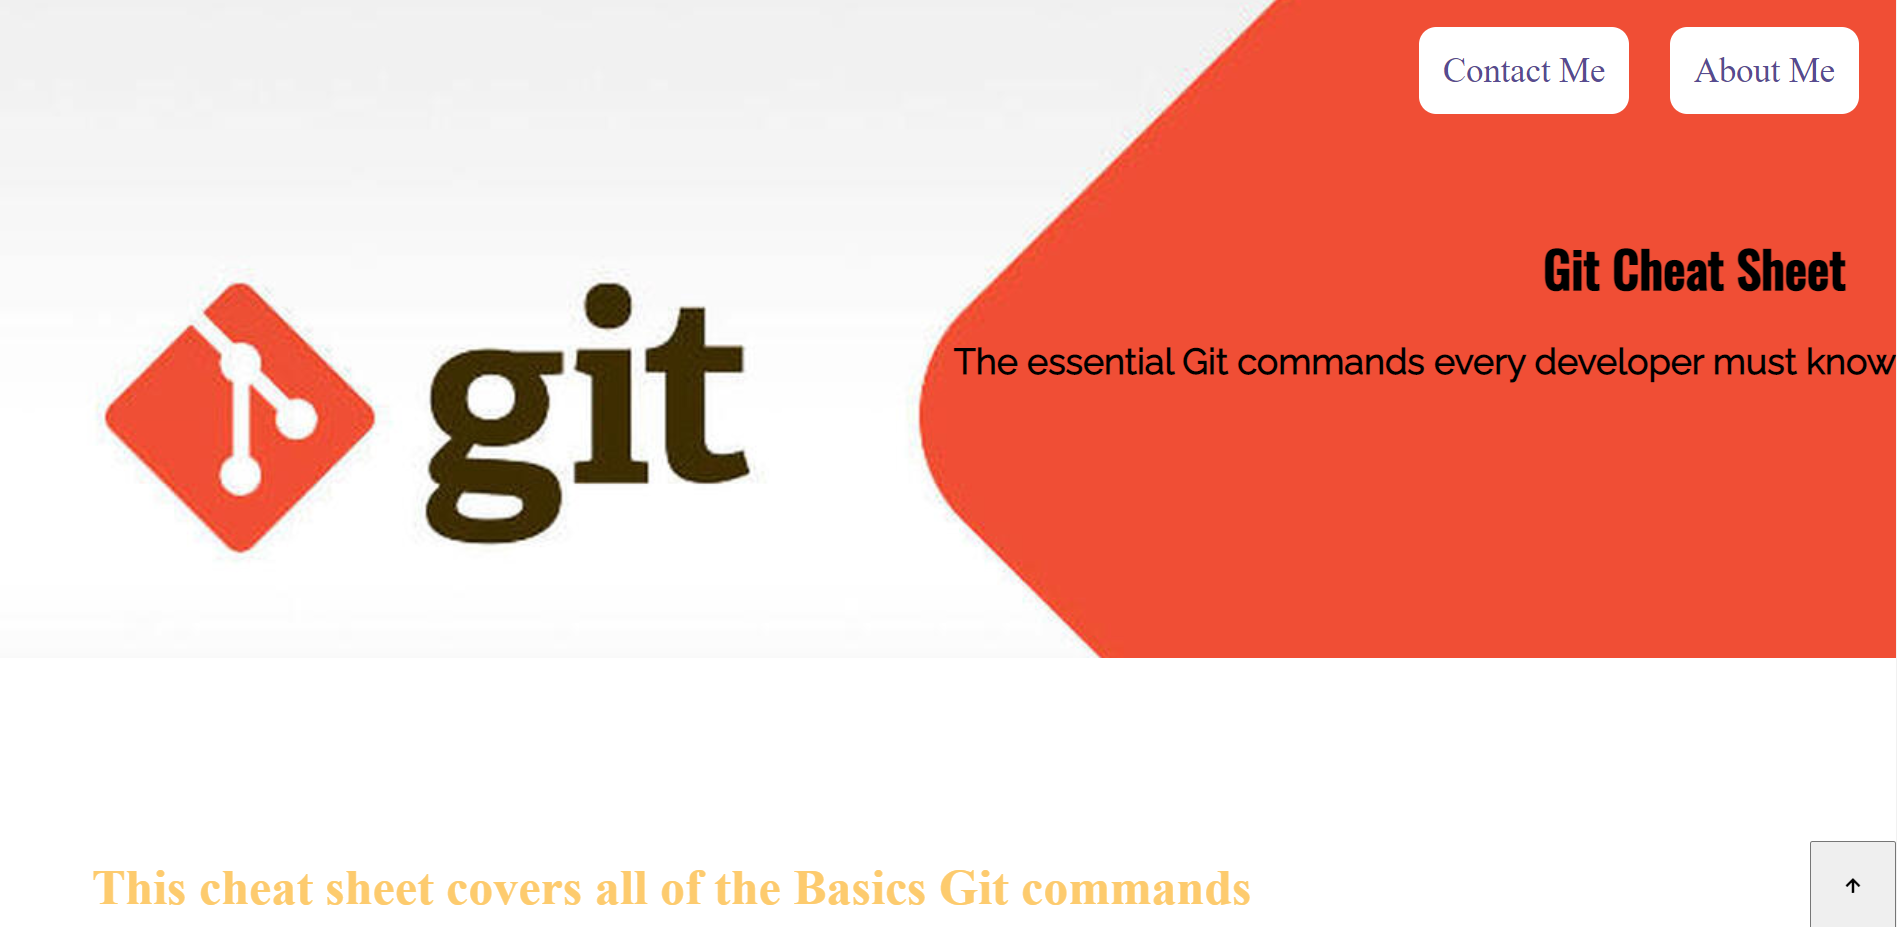 Contact Me
About Me
Git Cheat Sheet
git
The essential Git commands every developer must know
This cheat sheet covers all of the Basics Git commands